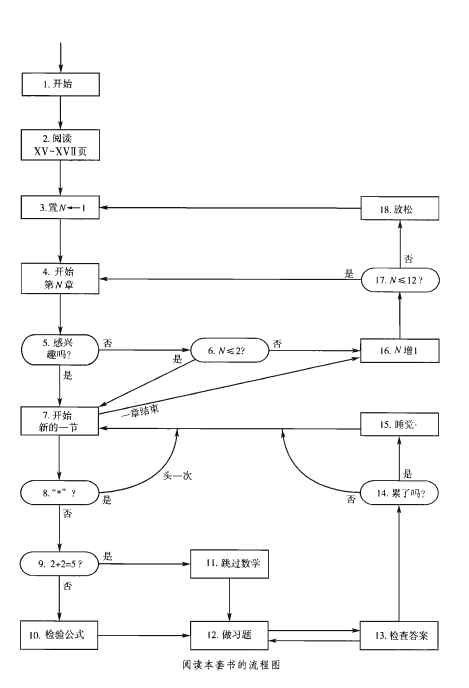 1. 开始
2. 阅读
XV~XVⅡ页
3. 置N←1
18. 放松
否
是
4. 开始
第N章
17. N≤12?
5. 感兴
趣吗?
否
6. N≤2?
否
16. N增1
是
是
7. 开始
新的一节
一章结束
15. 睡觉.
头一次
是
8. "*" ?
是
14. 累了吗?
否
否
9. 2+2=5?
是
11. 跳过数学
否
10. 检验公式
12. 做习题
13. 检查答案
阅读本套书的流程图